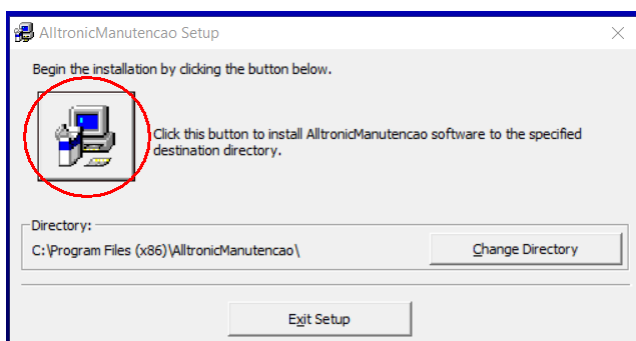 AlltronicManutencao Setup
Begin the installation by clicking the button below.
Click this button to install AlltronicManutencao software to the specified
destination directory.
Directory:
C:\Program Files (x86)\AlltronicManutencao\
Change Directory
Exit Setup